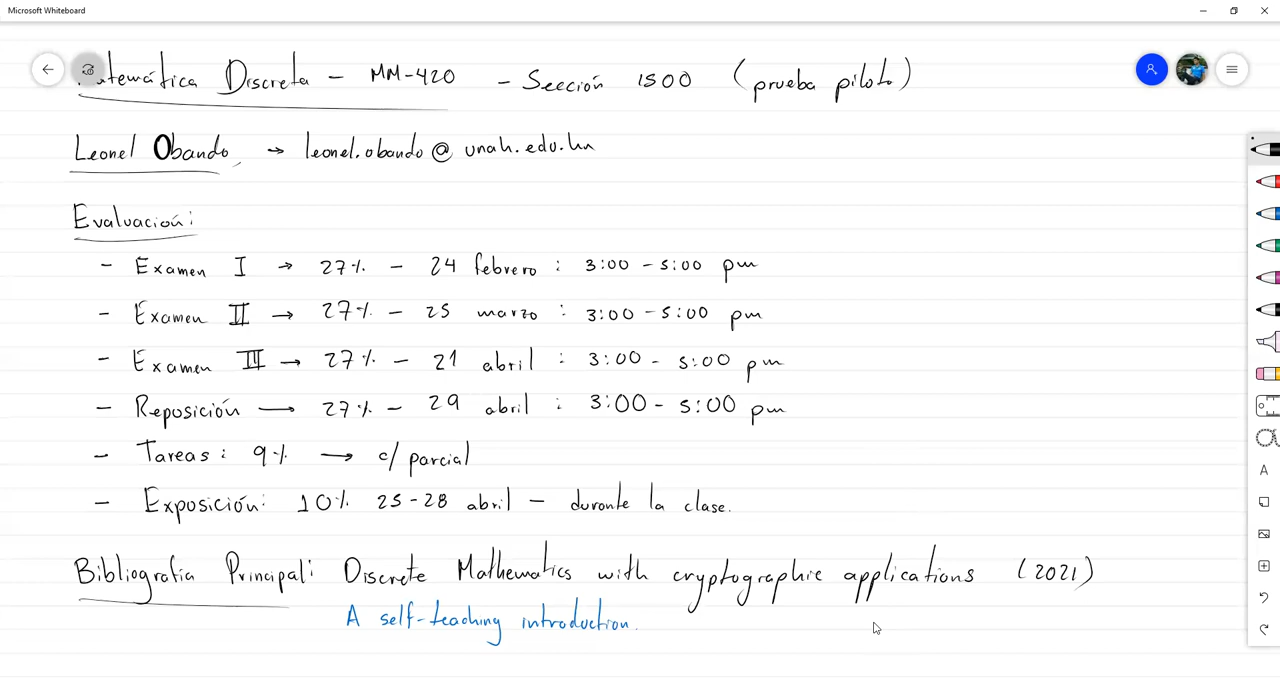 Microsoft Whiteboard
Matemática Discreta - MM-420 - Sección 1500 (prueba piloto)
Leonel Obando → leonel.obando@unah.edu.hn
Evaluación:
- Examen I → 27% - 24 febrero : 3:00 - 5:00 pm
- Examen II → 27% - 25 marzo : 3:00 - 5:00 pm
- Examen III → 27% - 21 abril : 3:00 - 5:00 pm
- Reposición → 27% - 29 abril : 3:00 - 5:00 pm
- Tareas: 9% → c/ parcial
- Exposición: 10% 25-28 abril - durante la clase.
Bibliografía Principal: Discrete Mathematics with cryptographic applications (2021)
A self-teaching introduction.